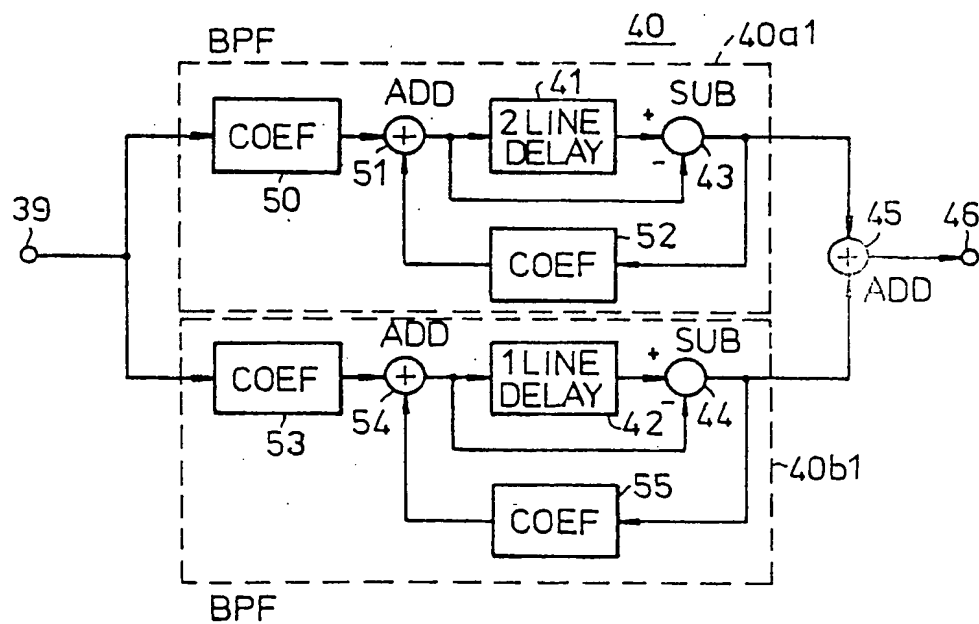 BPF
40
40a1
COEF
50
ADD
51
41
2 LINE
DELAY
+
-
SUB
43
39
52
COEF
45
46
ADD
COEF
53
ADD
54
1 LINE
DELAY
42
+
-
SUB
44
55
COEF
40b1
BPF